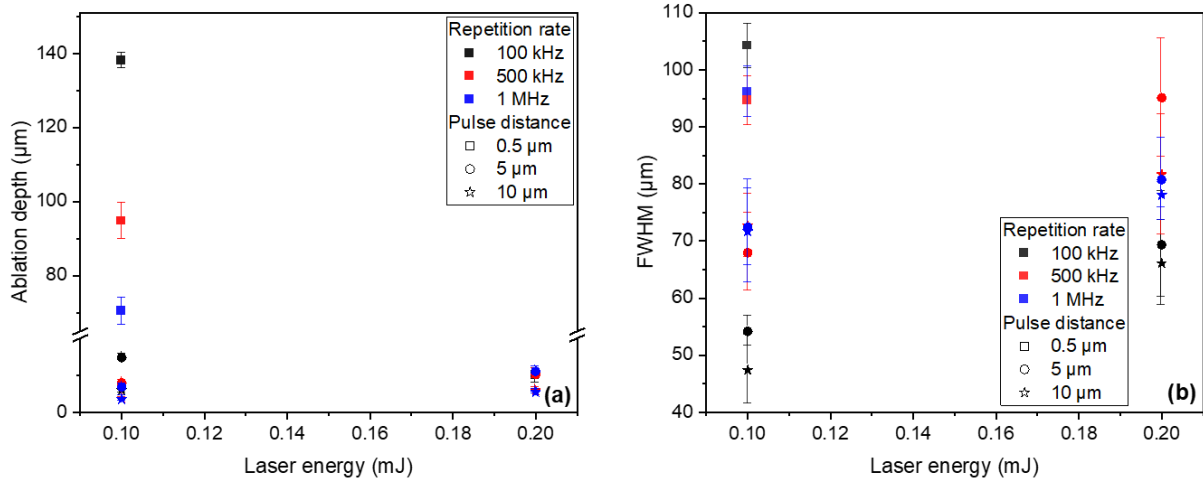 Ablation depth (µm)
140
120
100
80
0
0.10
0.12
0.14
0.16
0.18
0.20
Laser energy (mJ)
Repetition rate
100 kHz
500 kHz
1 MHz
Pulse distance
0.5 µm
5 µm
10 µm
(a)
FWHM (µm)
110
100
90
80
70
60
50
40
0.10
0.12
0.14
0.16
0.18
0.20
Laser energy (mJ)
Repetition rate
100 kHz
500 kHz
1 MHz
Pulse distance
0.5 µm
5 µm
10 µm
(b)